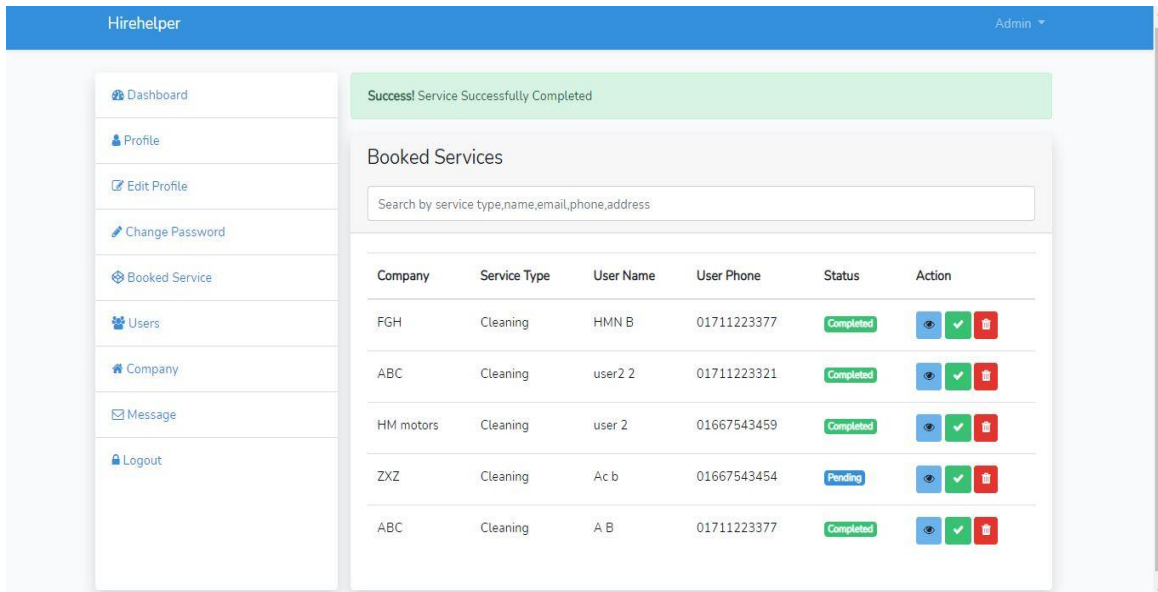 Hirehelper
Admin
Dashboard
Profile
Edit Profile
Change Password
Booked Service
Users
Company
Message
Logout
Success! Service Successfully Completed
Booked Services
Search by service type,name,email,phone,address
Company Service Type User Name User Phone Status Action
FGH Cleaning HMN B 01711223377 Completed
ABC Cleaning user2 2 01711223321 Completed
HM motors Cleaning user 2 01667543459 Completed
ZXZ Cleaning Ac b 01667543454 Pending
ABC Cleaning A B 01711223377 Completed